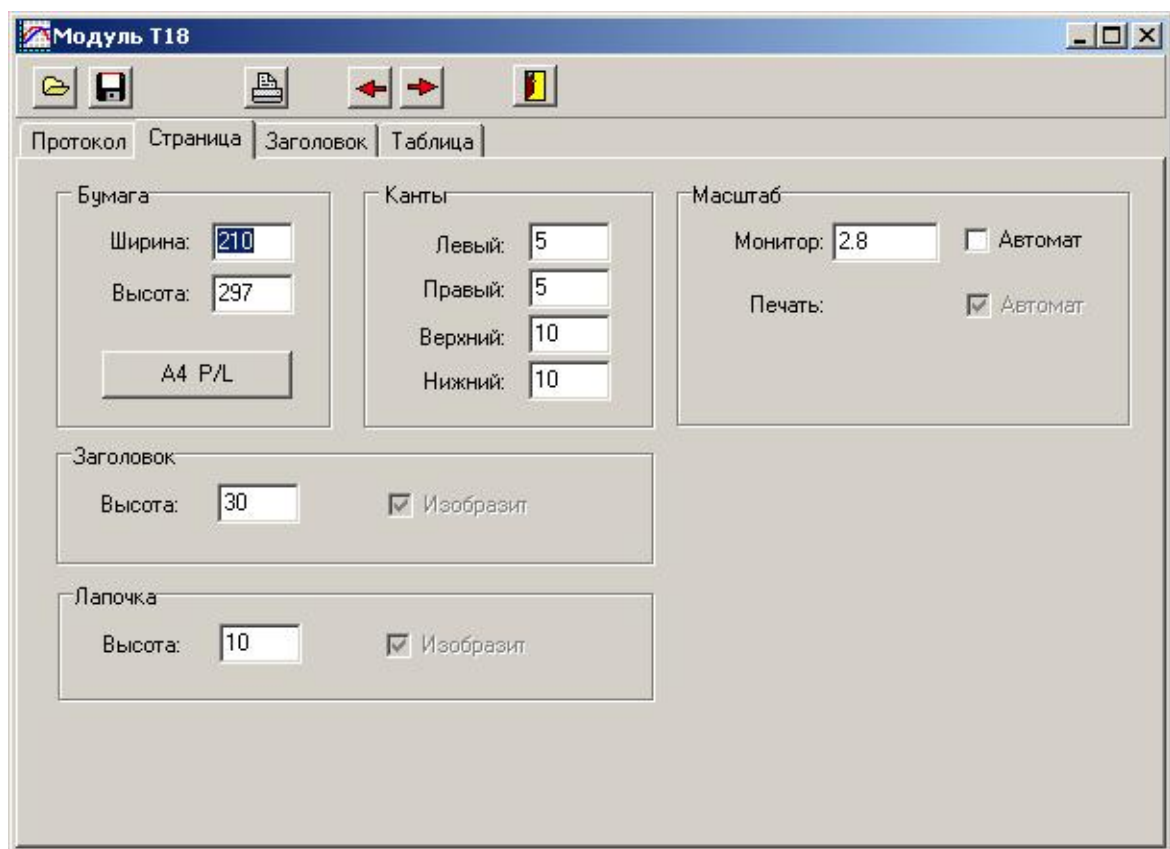 Модуль Т18
Протокол Страница Заголовок Таблица
Бумага
Ширина: 210
Высота: 297
A4 P/L
Канты
Левый: 5
Правый: 5
Верхний: 10
Нижний: 10
Масштаб
Монитор: 2.8 Автомат
Печать: Автомат
Заголовок
Высота: 30 Изобразит
Лапочка
Высота: 10 Изобразит